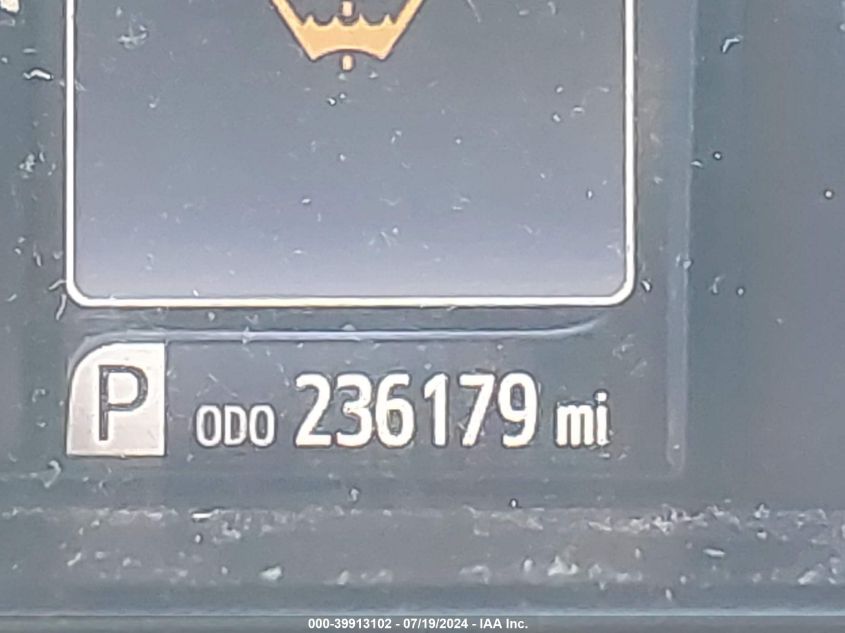 P ODO 236179 mi
000-39913102 - 07/19/2024 - IAA Inc.